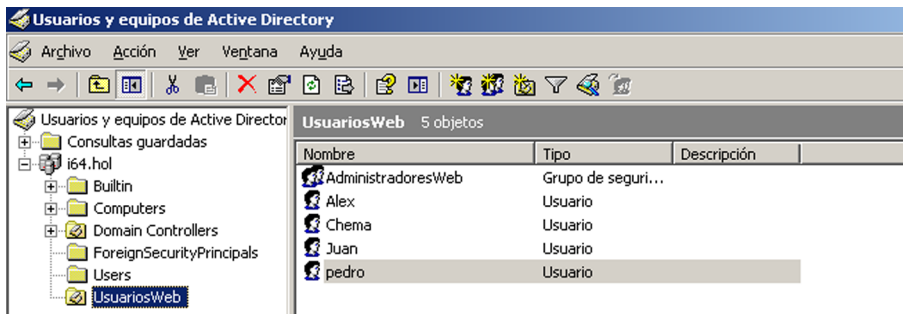 Usuarios y equipos de Active Directory
Archivo Acción Ver Ventana Ayuda
Usuarios y equipos de Active Director
Consultas guardadas
i64.hol
Builtin
Computers
Domain Controllers
ForeignSecurityPrincipals
Users
UsuariosWeb
UsuariosWeb 5 objetos
Nombre Tipo Descripción
AdministradoresWeb Grupo de seguri...
Alex Usuario
Chema Usuario
Juan Usuario
pedro Usuario